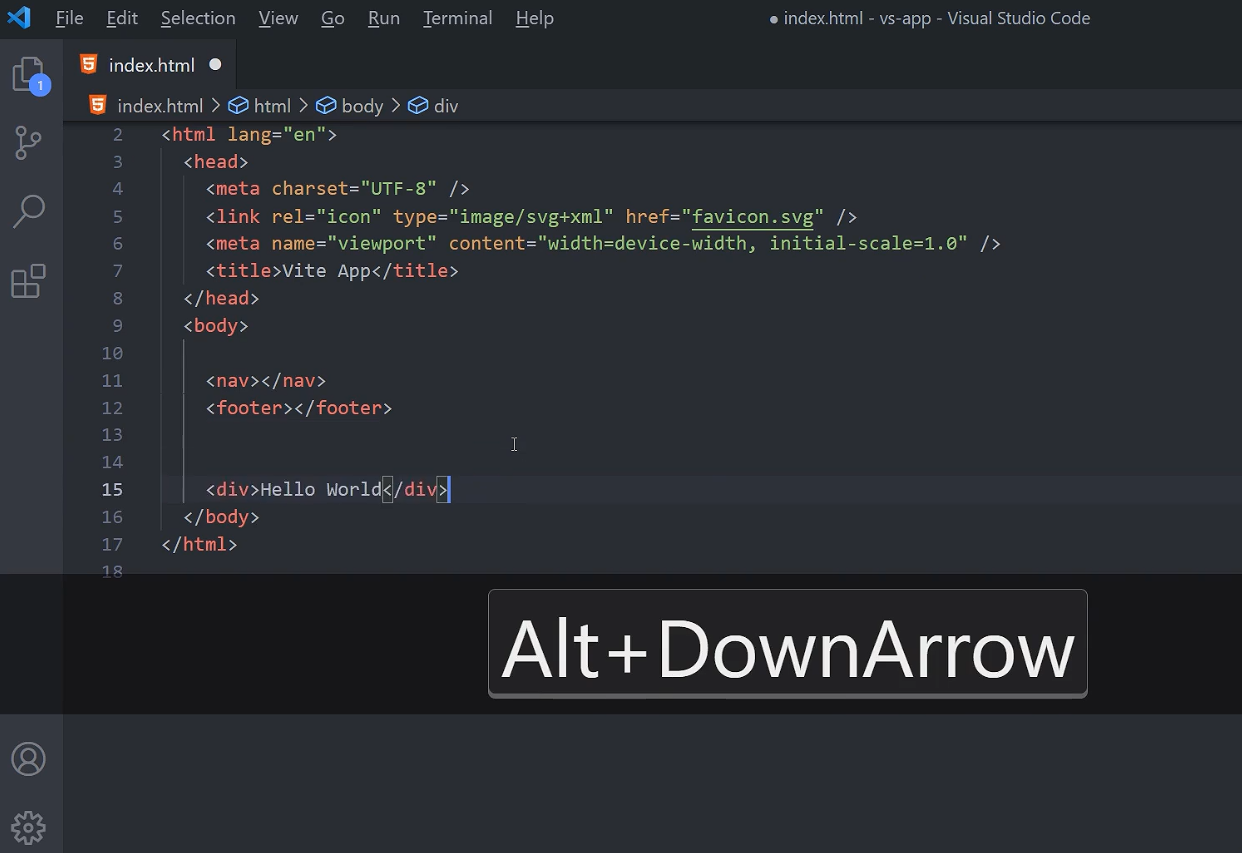 File Edit Selection View Go Run Terminal Help ● index.html - vs-app - Visual Studio Code
5 index.html ●
1
5 index.html > html > body > div
2 <html lang="en">
3 <head>
4 <meta charset="UTF-8" />
5 <link rel="icon" type="image/svg+xml" href="favicon.svg" />
6 <meta name="viewport" content="width=device-width, initial-scale=1.0" />
7 <title>Vite App</title>
8 </head>
9 <body>
10
11 <nav></nav>
12 <footer></footer>
13
14
15 <div>Hello World</div>
16 </body>
17 </html>
18
Alt+DownArrow